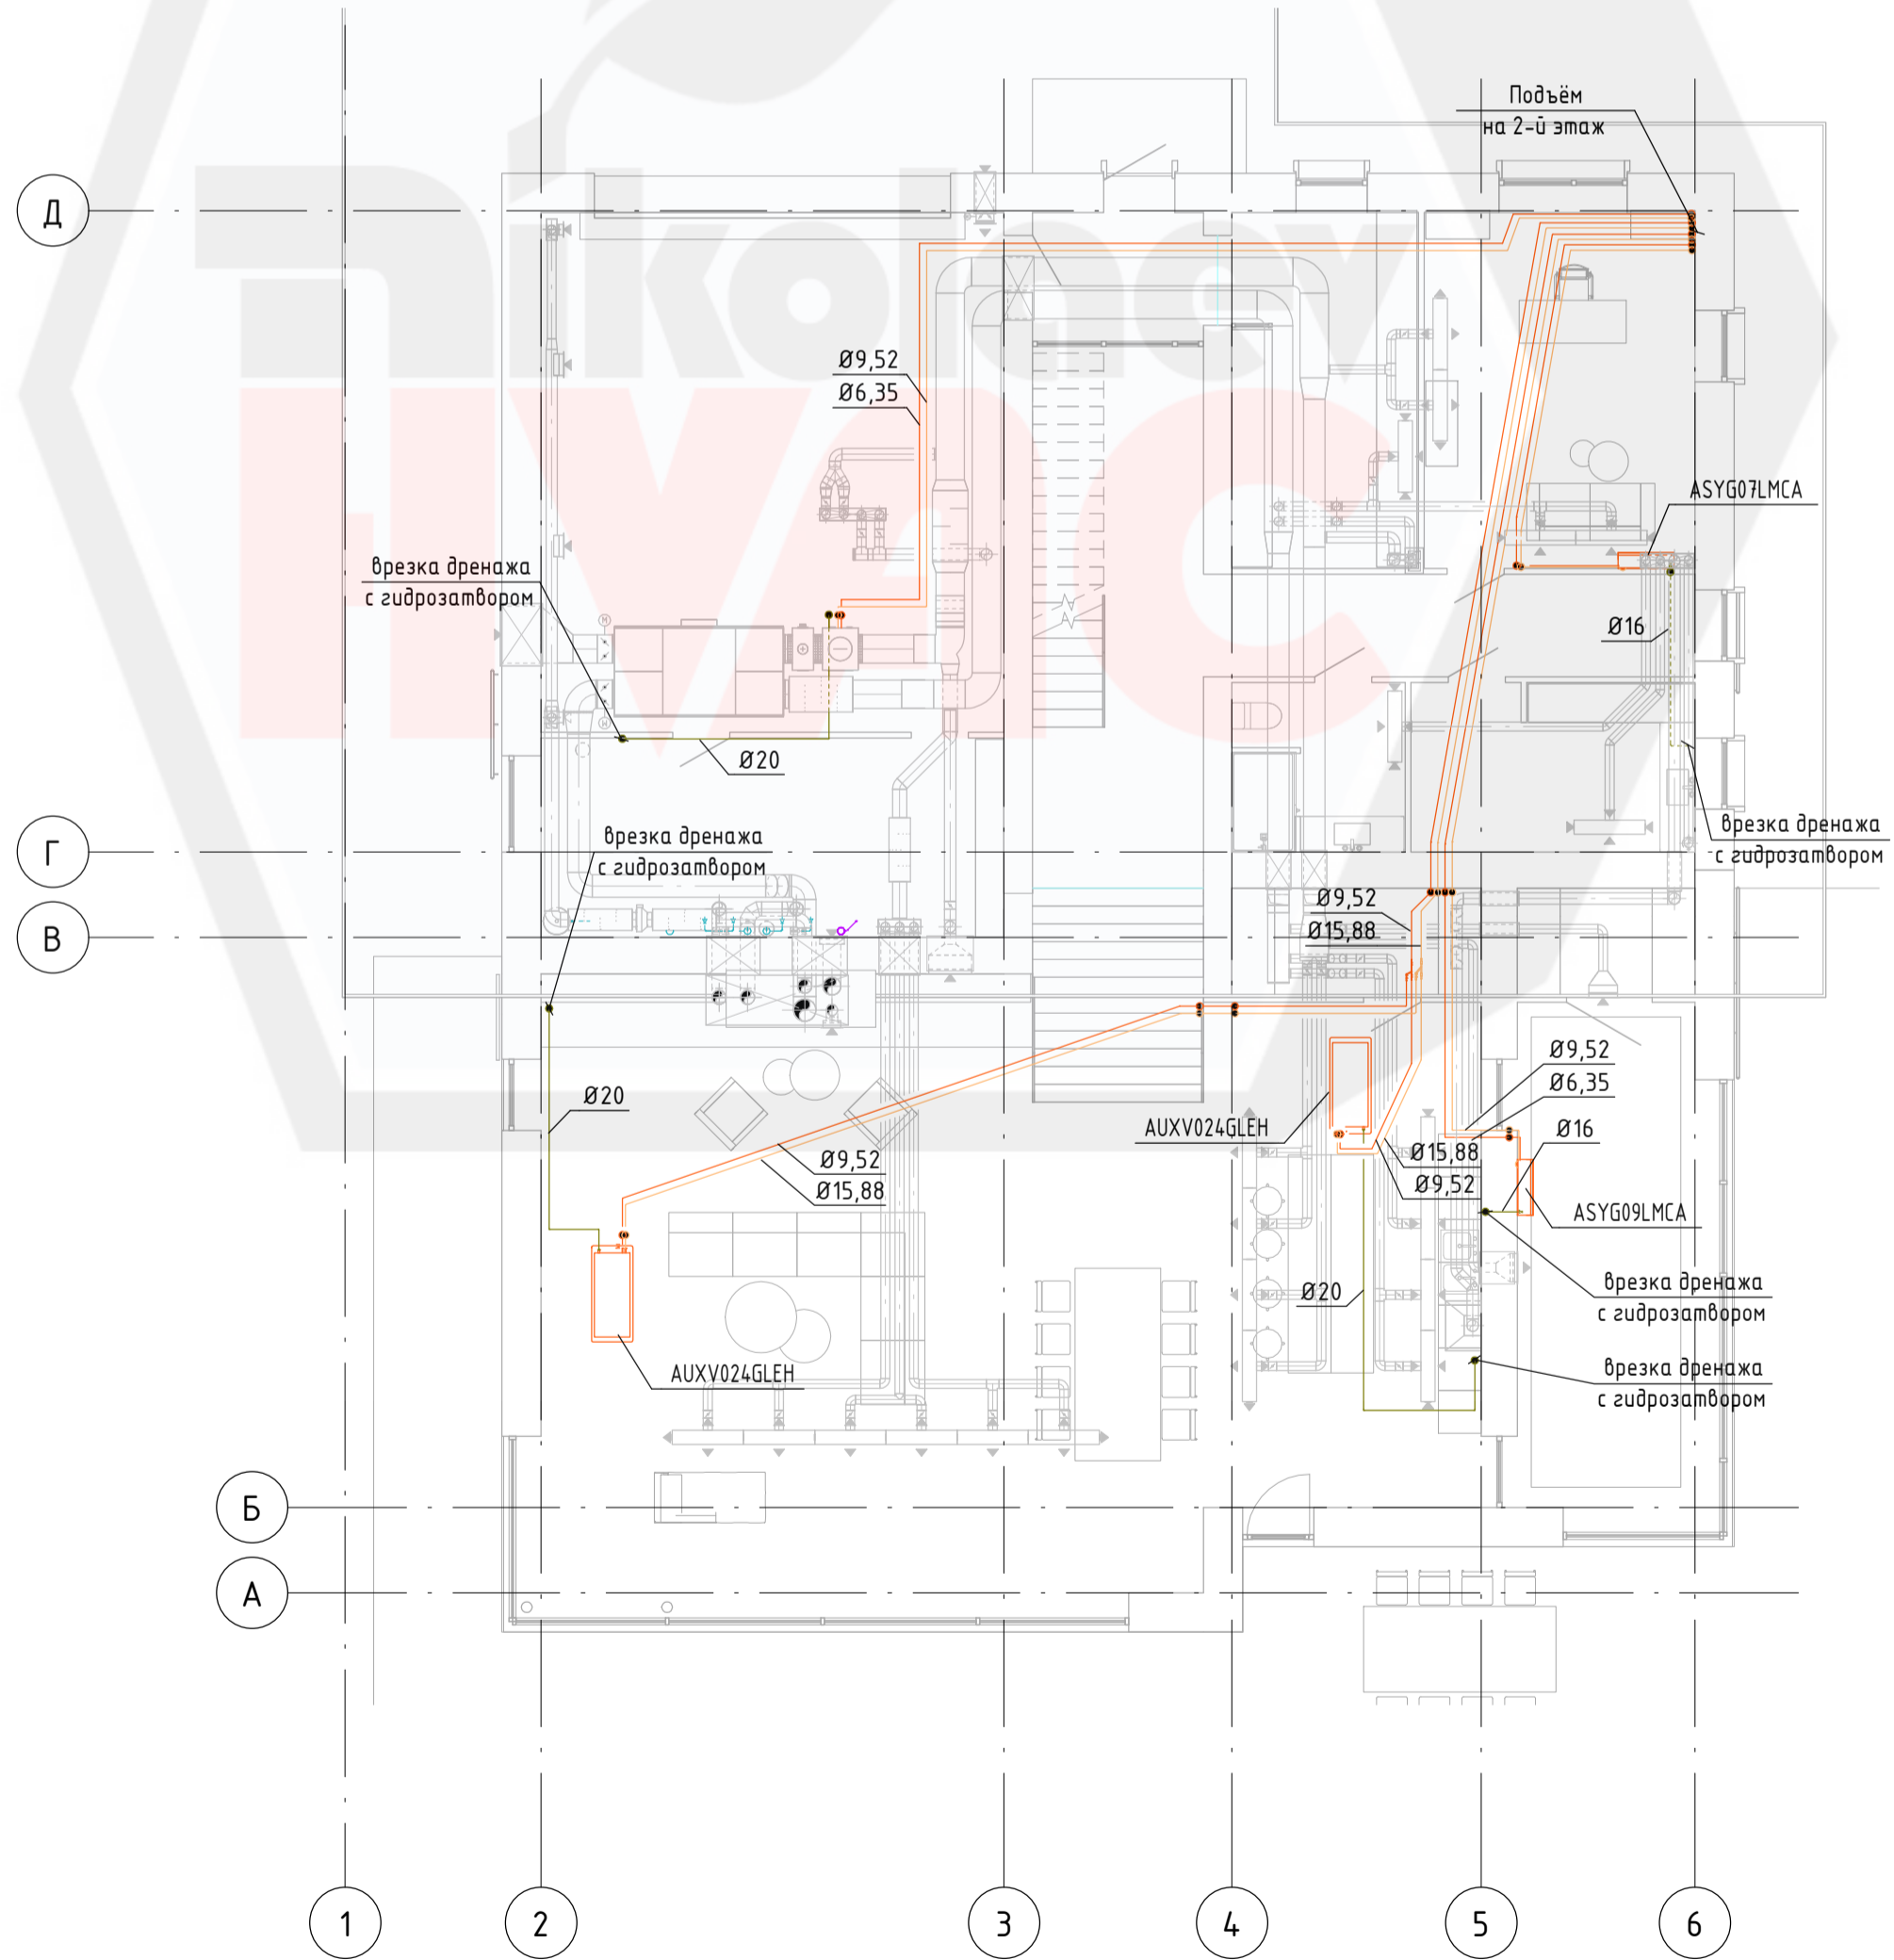 Подъём
на 2-й этаж
Д
nikolaev
HVAC
Ø9,52
Ø6,35
ASYG07LMCA
врезка дренажа
с гидрозатвором
Ø16
Ø20
врезка дренажа
с гидрозатвором
Г
врезка дренажа
с гидрозатвором
Ø9,52
Ø15,88
В
Ø9,52
Ø6,35
Ø20
AUXV024GLEH
Ø16
Ø15,88
Ø9,52
Ø9,52
Ø15,88
ASYG09LMCA
врезка дренажа
с гидрозатвором
Ø20
AUXV024GLEH
врезка дренажа
с гидрозатвором
Б
А
1
2
3
4
5
6